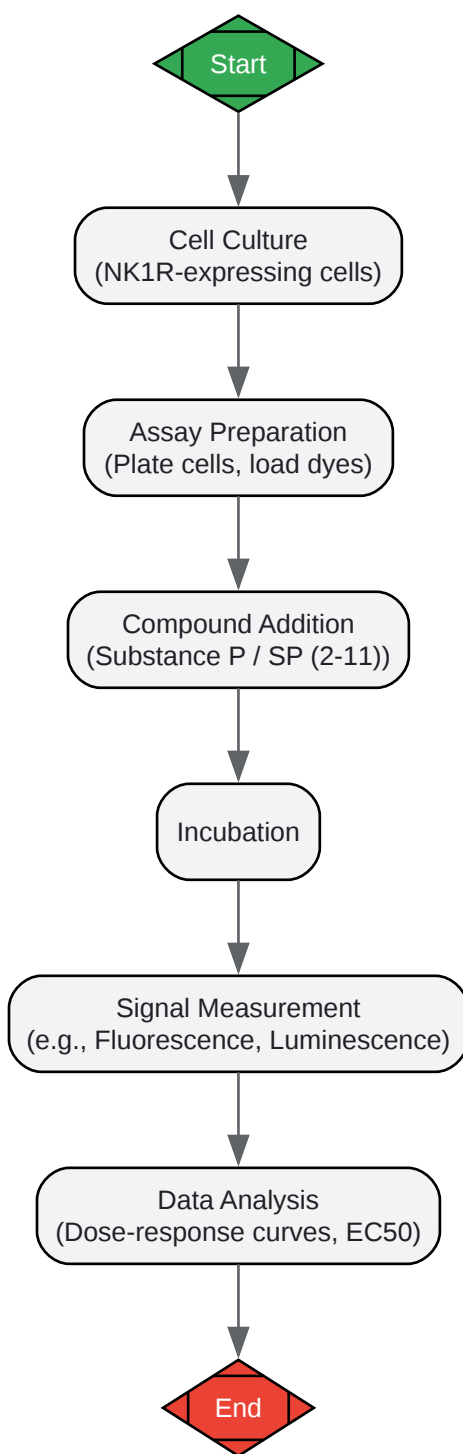 Start
Cell Culture
(NK1R-expressing cells)
Assay Preparation
(Plate cells, load dyes)
Compound Addition
(Substance P / SP (2-11))
Incubation
Signal Measurement
(e.g., Fluorescence, Luminescence)
Data Analysis
(Dose-response curves, EC50)
End